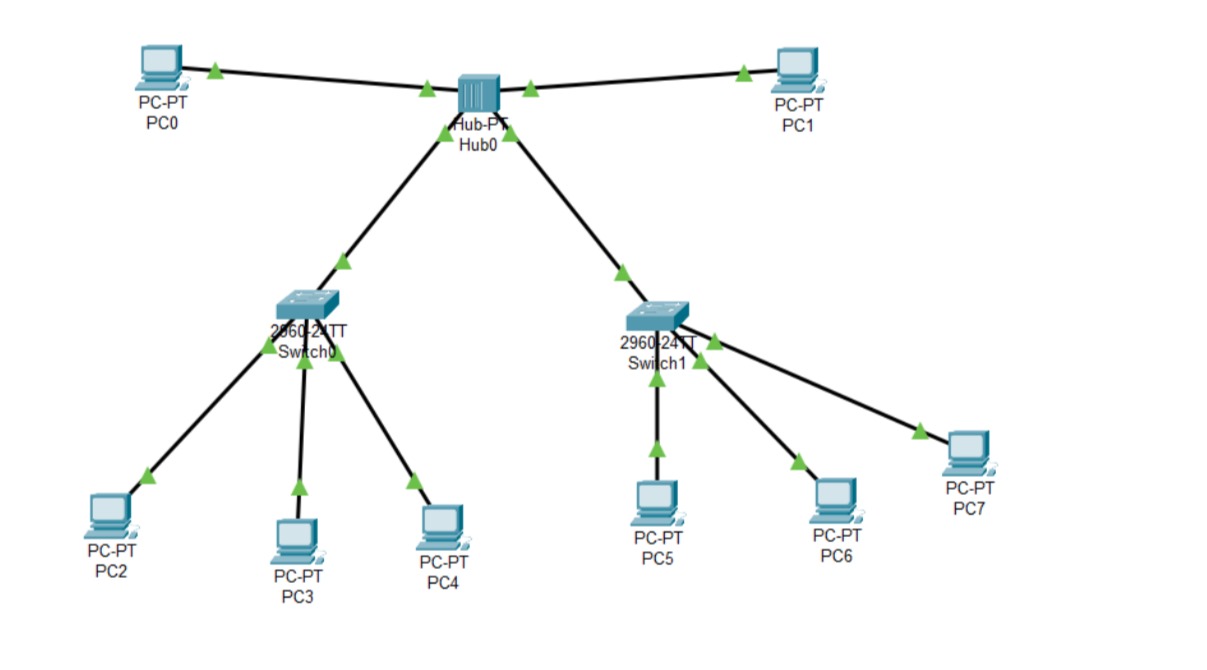 PC-PT
PC0
PC-PT
PC1
Hub-PT
Hub0
2960-24TT
Switch0
2960-24TT
Switch1
PC-PT
PC2
PC-PT
PC3
PC-PT
PC4
PC-PT
PC5
PC-PT
PC6
PC-PT
PC7